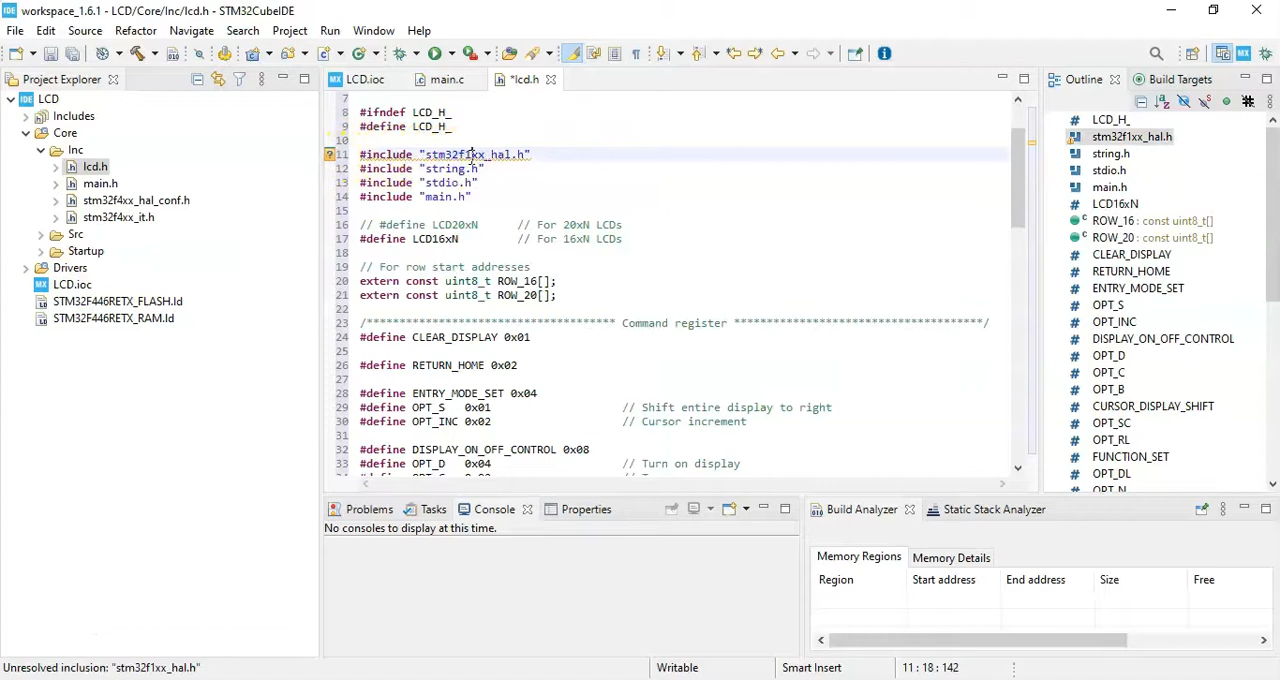 workspace_1.6.1 - LCD/Core/Inc/lcd.h - STM32CubeIDE
File Edit Source Refactor Navigate Search Project Run Window Help
Project Explorer
LCD.ioc
main.c
*lcd.h
Outline
Build Targets
LCD
Includes
Core
Inc
lcd.h
main.h
stm32f4xx_hal_conf.h
stm32f4xx_it.h
Src
Startup
Drivers
LCD.ioc
STM32F446RETX_FLASH.ld
STM32F446RETX_RAM.ld
7
8 #ifndef LCD_H_
9 #define LCD_H_
10
11 #include "stm32f1xx_hal.h"
12 #include "string.h"
13 #include "stdio.h"
14 #include "main.h"
15
16 // #define LCD20xN // For 20xN LCDs
17 #define LCD16xN // For 16xN LCDs
18
19 // For row start addresses
20 extern const uint8_t ROW_16[];
21 extern const uint8_t ROW_20[];
22
23 /************************************ Command register ************************************/
24 #define CLEAR_DISPLAY 0x01
25
26 #define RETURN_HOME 0x02
27
28 #define ENTRY_MODE_SET 0x04
29 #define OPT_S 0x01 // Shift entire display to right
30 #define OPT_INC 0x02 // Cursor increment
31
32 #define DISPLAY_ON_OFF_CONTROL 0x08
33 #define OPT_D 0x04 // Turn on display
LCD_H_
stm32f1xx_hal.h
string.h
stdio.h
main.h
LCD16xN
ROW_16 : const uint8_t[]
ROW_20 : const uint8_t[]
CLEAR_DISPLAY
RETURN_HOME
ENTRY_MODE_SET
OPT_S
OPT_INC
DISPLAY_ON_OFF_CONTROL
OPT_D
OPT_C
OPT_B
CURSOR_DISPLAY_SHIFT
OPT_SC
OPT_RL
FUNCTION_SET
OPT_DL
OPT_N
Problems Tasks Console Properties
No consoles to display at this time.
Build Analyzer Static Stack Analyzer
Memory Regions Memory Details
Region Start address End address Size Free
Unresolved inclusion: "stm32f1xx_hal.h"
Writable
Smart Insert
11 : 18 : 142